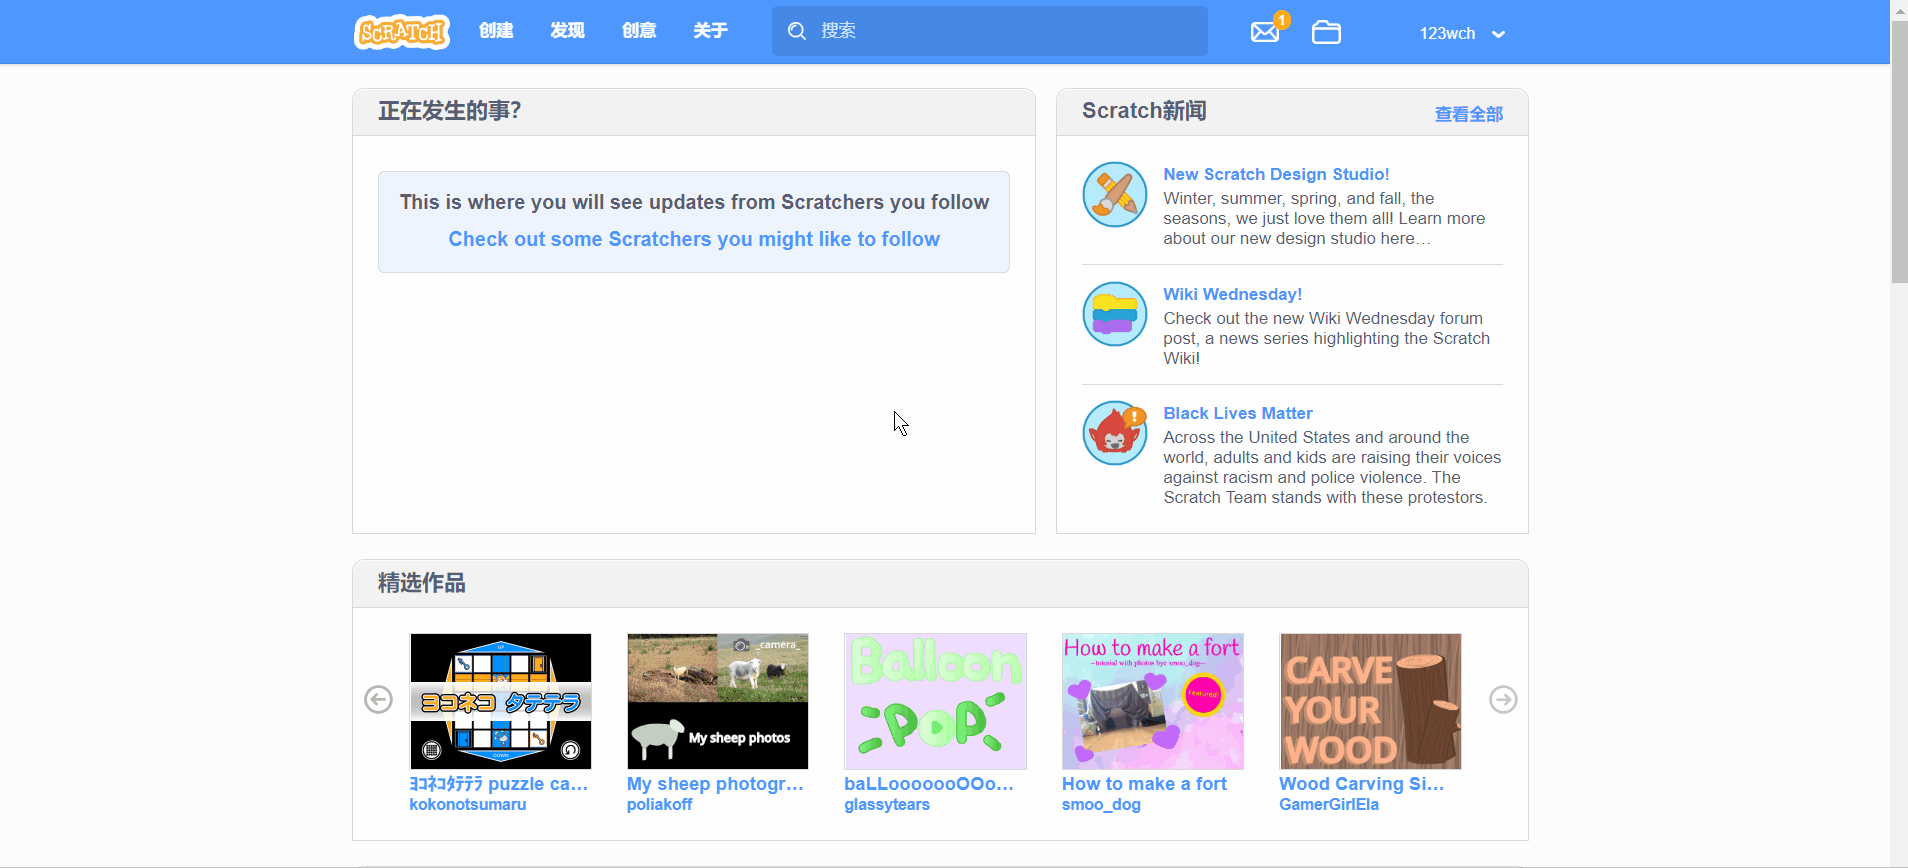 SCRATCH 创建 发现 创意 关于 搜索 1 123wch
正在发生的事?
This is where you will see updates from Scratchers you follow
Check out some Scratchers you might like to follow
Scratch新闻 查看全部
New Scratch Design Studio!
Winter, summer, spring, and fall, the
seasons, we just love them all! Learn more
about our new design studio here…
Wiki Wednesday!
Check out the new Wiki Wednesday forum
post, a news series highlighting the Scratch
Wiki!
Black Lives Matter
Across the United States and around the
world, adults and kids are raising their voices
against racism and police violence. The
Scratch Team stands with these protestors.
精选作品
UP
ヨコネコ タテテラ
DOWN
_camera_
My sheep photos
Balloon
POP
How to make a fort
~tutorial with photos bye smoo_dog~
Featured!
CARVE
YOUR
WOOD
ﾖｺﾈｺﾀﾃﾃﾗ puzzle ca...
kokonotsumaru
My sheep photogr...
poliakoff
baLLooooooOOo...
glassytears
How to make a fort
smoo_dog
Wood Carving Si...
GamerGirlEla